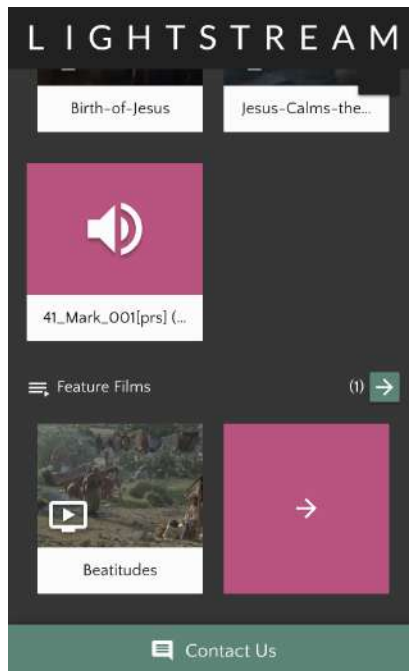 LIGHTSTREAM
Birth-of-Jesus
Jesus-Calms-the...
41_Mark_001[prs] (...
Feature Films
(1)
Beatitudes
Contact Us